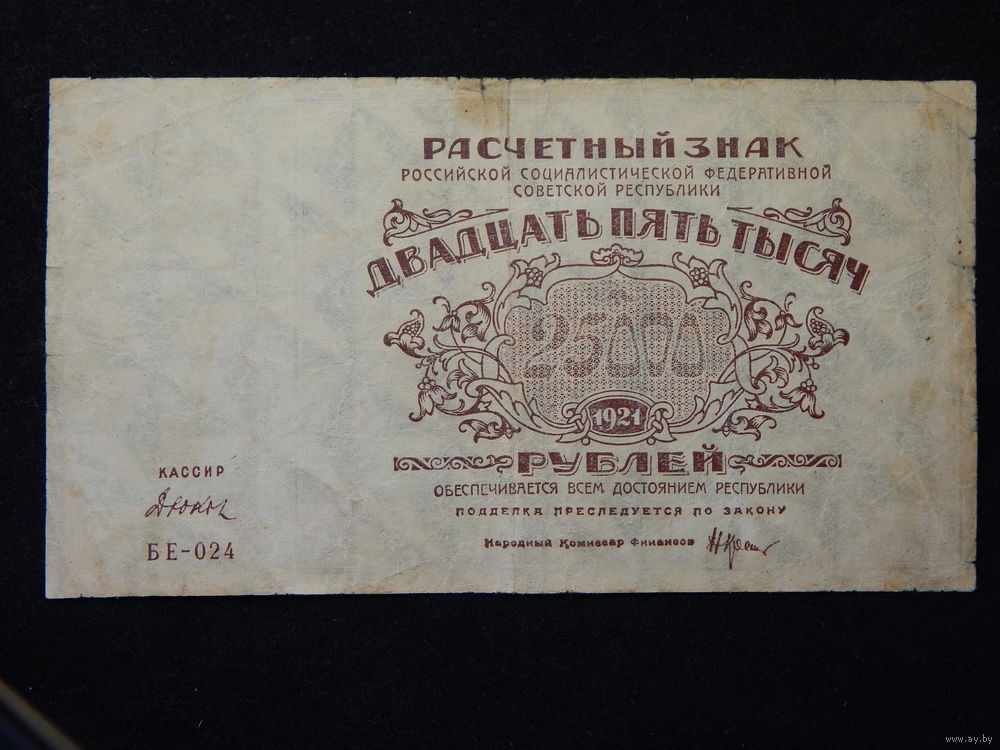 РАСЧЕТНЫЙ ЗНАК
РОССИЙСКОЙ СОЦИАЛИСТИЧЕСКОЙ ФЕДЕРАТИВНОЙ
СОВЕТСКОЙ РЕСПУБЛИКИ
ДВАДЦАТЬ ПЯТЬ ТЫСЯЧ
25000
1921
РУБЛЕЙ
ОБЕСПЕЧИВАЕТСЯ ВСЕМ ДОСТОЯНИЕМ РЕСПУБЛИКИ
ПОДДЕЛКА ПРЕСЛЕДУЕТСЯ ПО ЗАКОНУ
Народный Комиссар Финансов
КАССИР
БЕ-024
www.ay.by